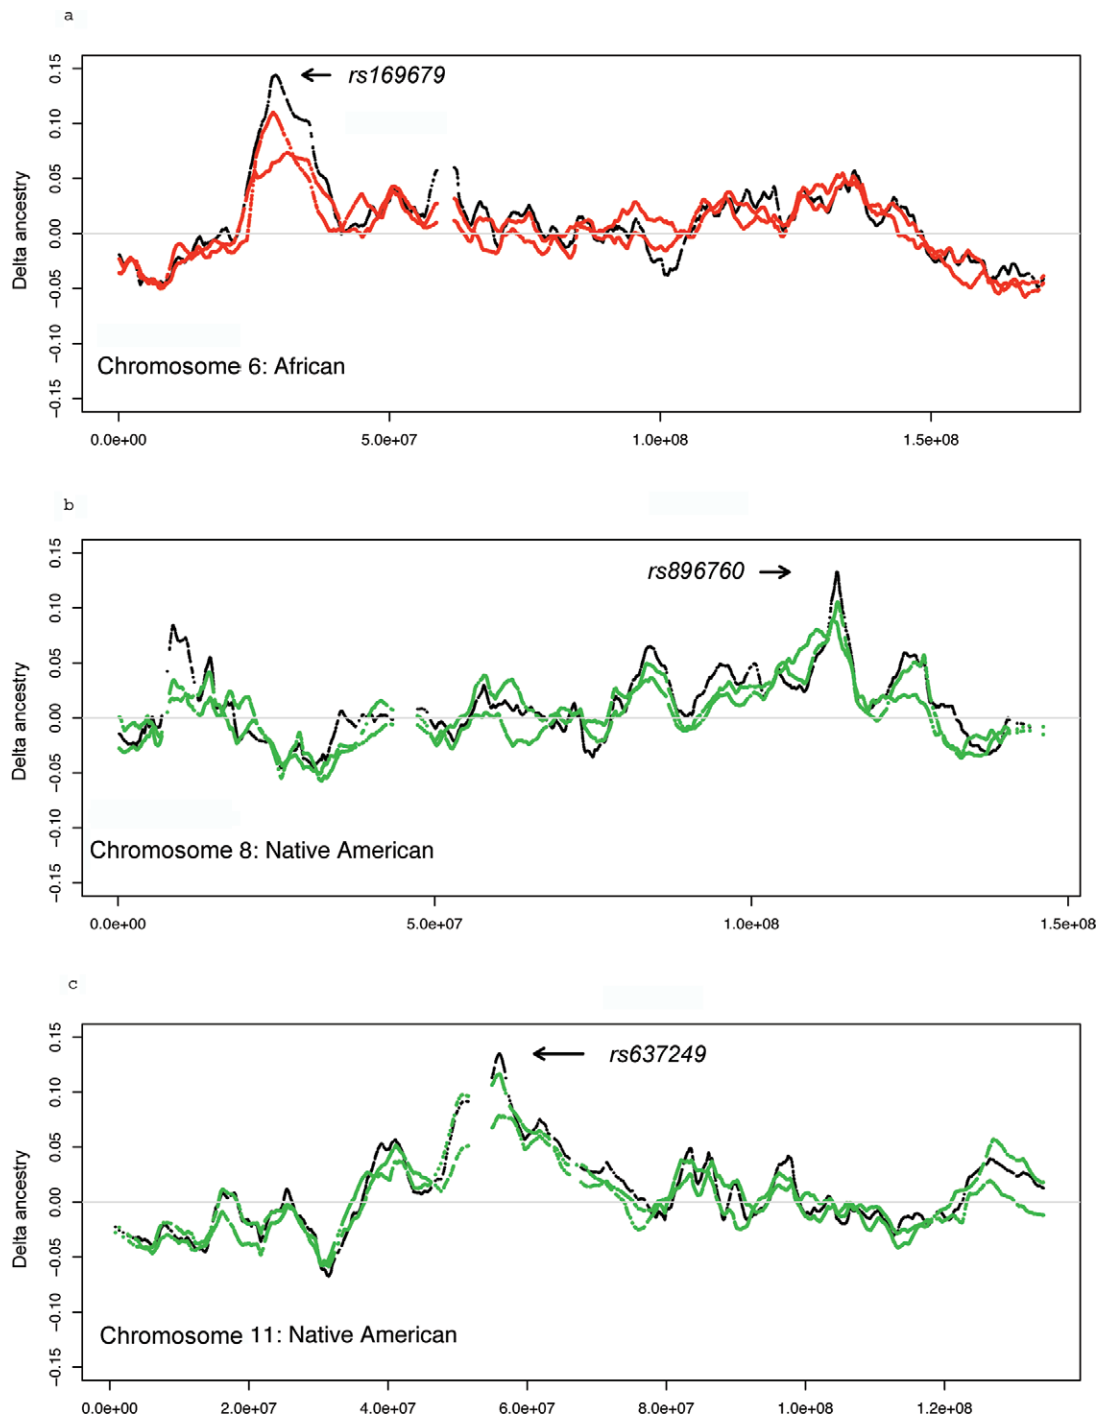 a
rs169679
Delta ancestry
0.15
0.10
0.05
0.00
−0.05
−0.10
−0.15
Chromosome 6: African
0.0e+00 5.0e+07 1.0e+08 1.5e+08
b
rs896760
Delta ancestry
0.15
0.10
0.05
0.00
−0.05
−0.10
−0.15
Chromosome 8: Native American
0.0e+00 5.0e+07 1.0e+08 1.5e+08
c
rs637249
Delta ancestry
0.15
0.10
0.05
0.00
−0.05
−0.10
−0.15
Chromosome 11: Native American
0.0e+00 2.0e+07 4.0e+07 6.0e+07 8.0e+07 1.0e+08 1.2e+08